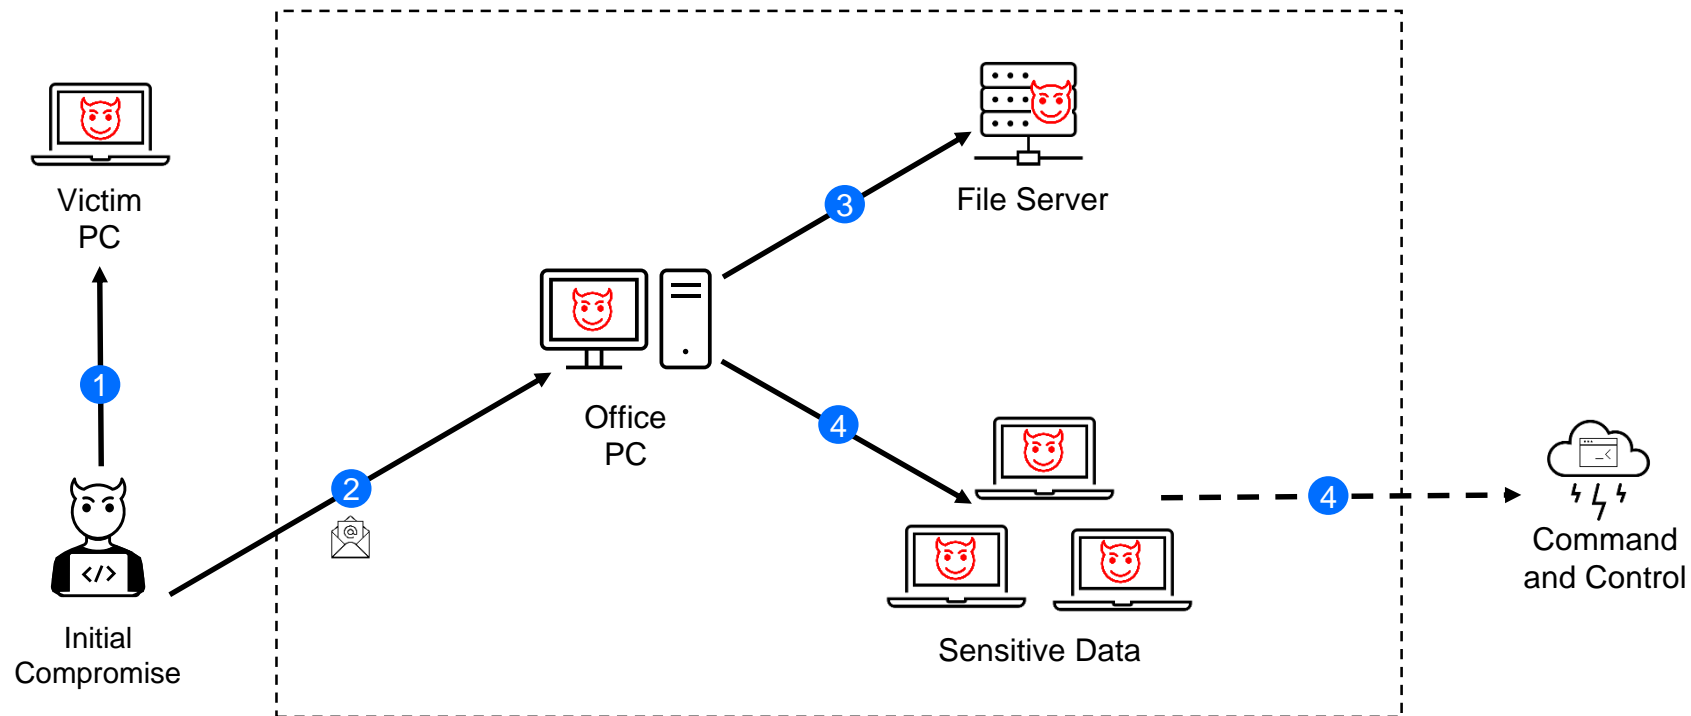 Victim
PC
1
Initial
Compromise
</>
2
@
Office
PC
3
File Server
4
Sensitive Data
4
_<
Command
and Control